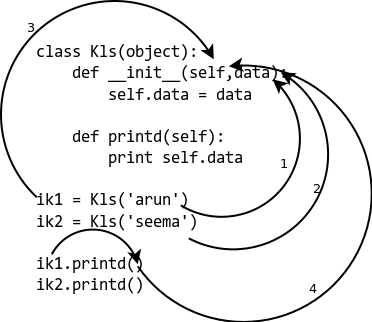 3
class Kls(object):
    def __init__(self,data):
        self.data = data
    def printd(self):
        print self.data
1
2
ik1 = Kls('arun')
ik2 = Kls('seema')
ik1.printd()
ik2.printd()
4